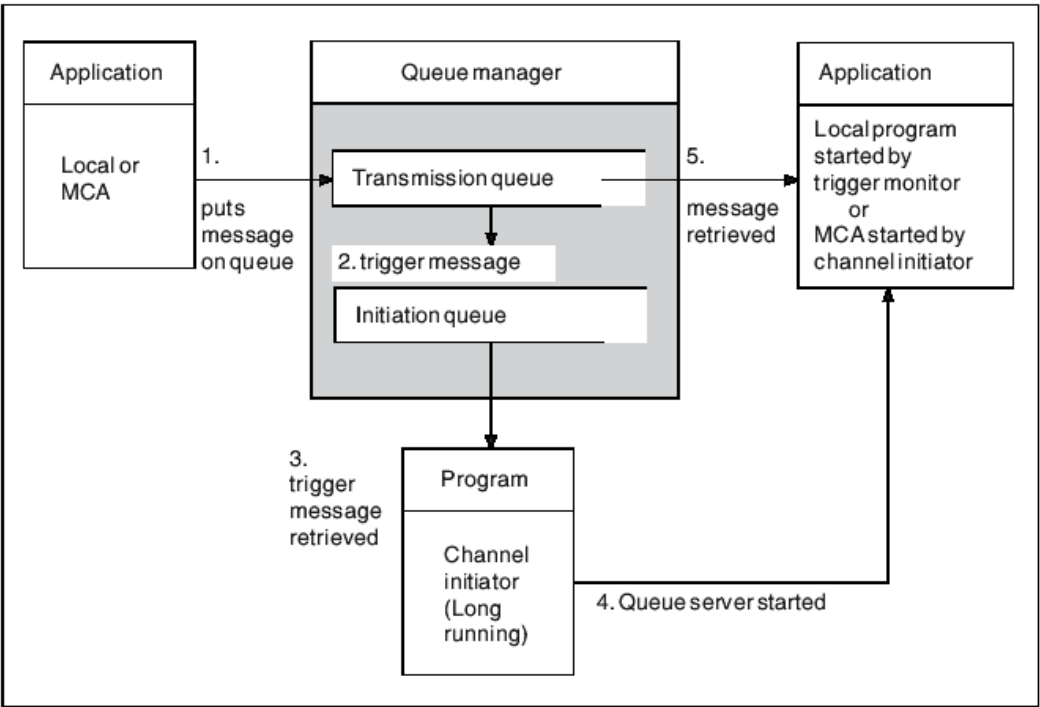 Application
Local or
MCA
1.
puts
message
on queue
Queue manager
Transmission queue
2. trigger message
Initiation queue
3.
trigger
message
retrieved
Program
Channel
initiator
(Long
running)
4. Queue server started
5.
message
retrieved
Application
Local program
started by
trigger monitor
or
MCA started by
channel initiator